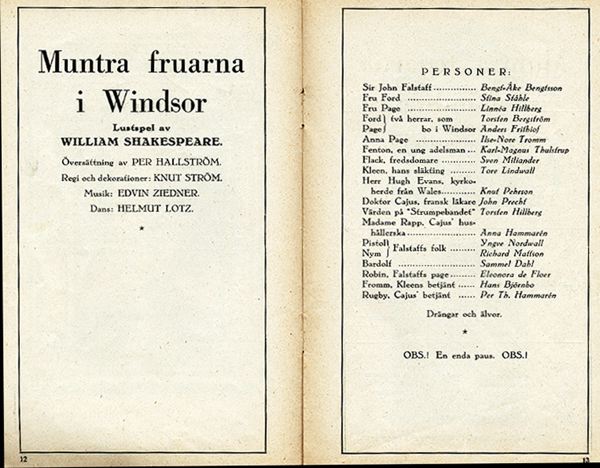 Muntra fruarna
i Windsor
Lustspel av
WILLIAM SHAKESPEARE.
Översättning av PER HALLSTRÖM.
Regi och dekorationer: KNUT STRÖM.
Musik: EDVIN ZIEDNER.
Dans: HELMUT LOTZ.
*
12
PERSONER:
Sir John Falstaff ............ Bengt-Åke Bengtsson
Fru Ford ................ Stina Ståhle
Fru Page ................ Linnéa Hillberg
Ford } två herrar, som Torsten Bergström
Page } bo i Windsor Anders Frithiof
Anna Page ............... Ilse-Nore Tromm
Fenton, en ung adelsman .. Karl-Magnus Thulstrup
Flack, fredsdomare ....... Sven Miliander
Kleen, hans släkting ...... Tore Lindwall
Herr Hugh Evans, kyrko-
herde från Wales......... Knut Pehrson
Doktor Cajus, fransk läkare John Precht
Värden på "Strumpebandet" Torsten Hillberg
Madame Rapp, Cajus' hus-
hållerska ............... Anna Hammarén
Pistol } Falstaffs folk ....... Yngve Nordwall
Nym } Richard Mattson
Bardolf ................ Sammel Dahl
Robin, Falstaffs page ....... Eleonora de Floer
Fromm, Kleens betjänt ..... Hans Björnbo
Rugby, Cajus' betjänt ..... Per Th. Hammarén
Drängar och älvor.
*
OBS.! En enda paus. OBS.!
13